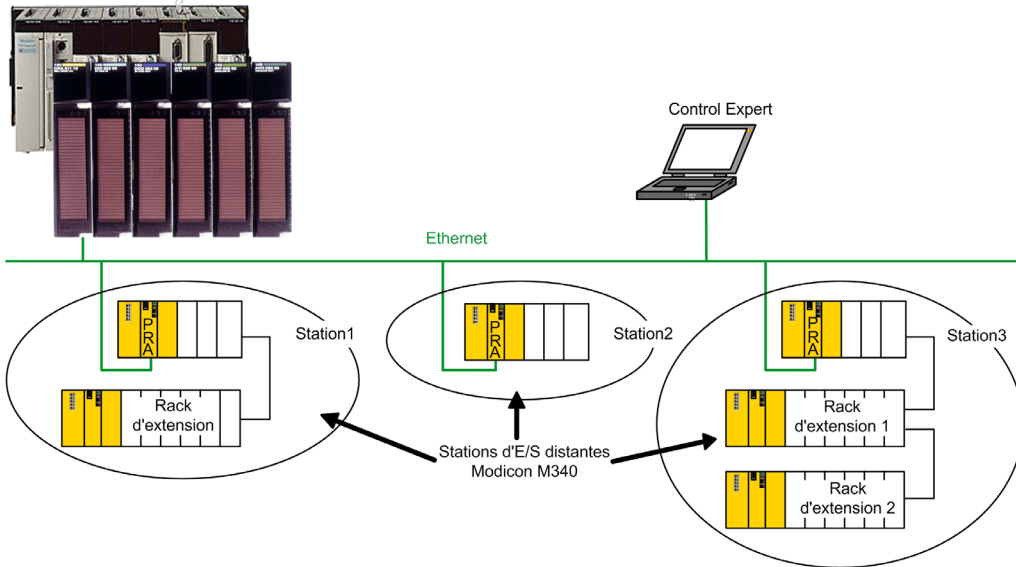 Control Expert
Ethernet
PRA
Station1
Rack
d'extension
PRA
Station2
PRA
Station3
Rack
d'extension 1
Rack
d'extension 2
Stations d'E/S distantes
Modicon M340